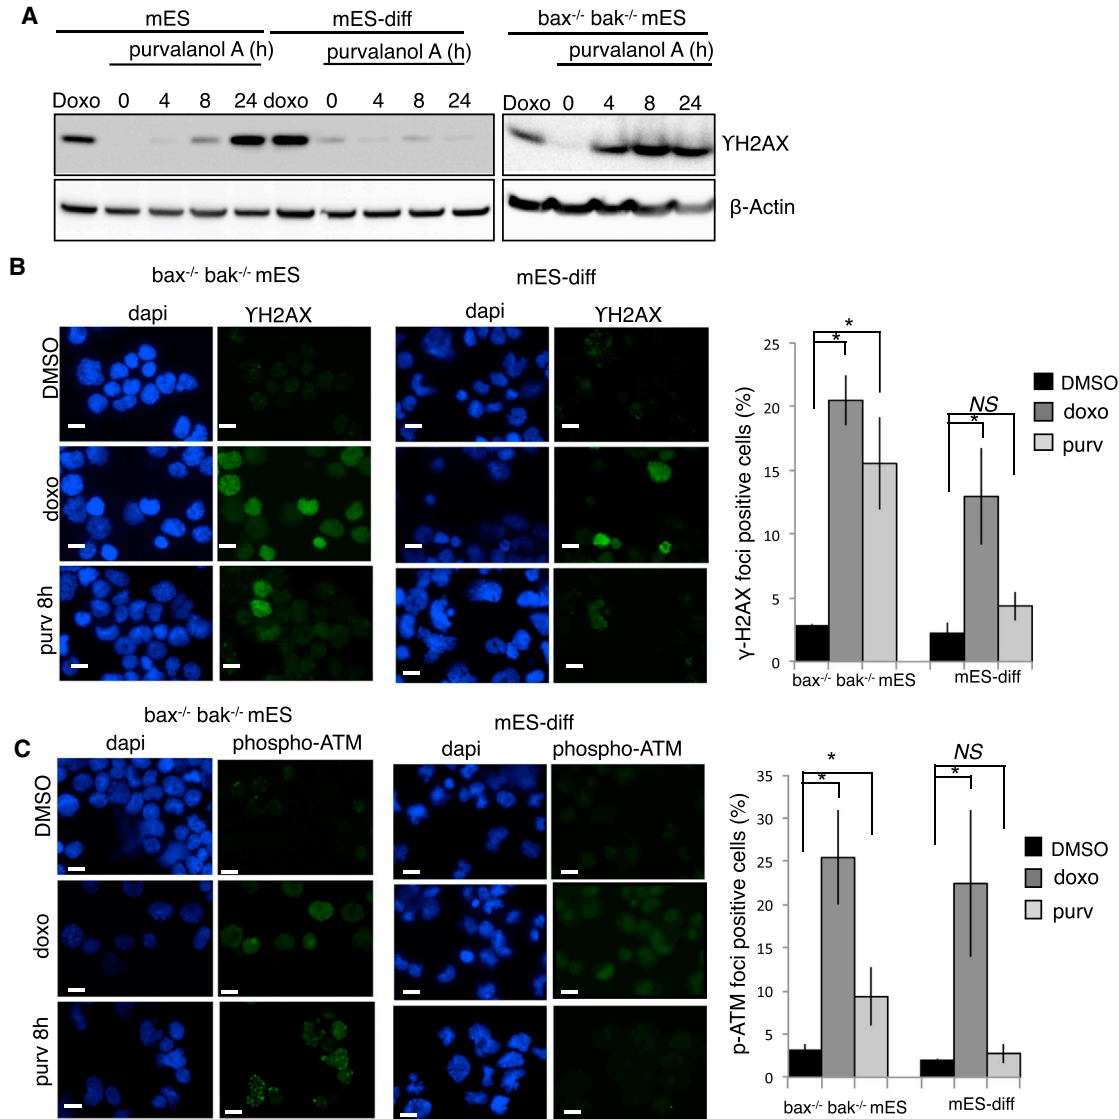 A
mES mES-diff bax-/- bak-/- mES
purvalanol A (h) purvalanol A (h) purvalanol A (h)
Doxo 0 4 8 24 doxo 0 4 8 24 Doxo 0 4 8 24
ϒH2AX
β-Actin
B
bax-/- bak-/- mES mES-diff
dapi ϒH2AX dapi ϒH2AX
DMSO
doxo
purv 8h
γ-H2AX foci positive cells (%)
25
20
15
10
5
0
* * NS *
DMSO
doxo
purv
bax-/- bak-/- mES mES-diff
C
bax-/- bak-/- mES mES-diff
dapi phospho-ATM dapi phospho-ATM
DMSO
doxo
purv 8h
p-ATM foci positive cells (%)
35
30
25
20
15
10
5
0
* * NS *
DMSO
doxo
purv
bax-/- bak-/- mES mES-diff